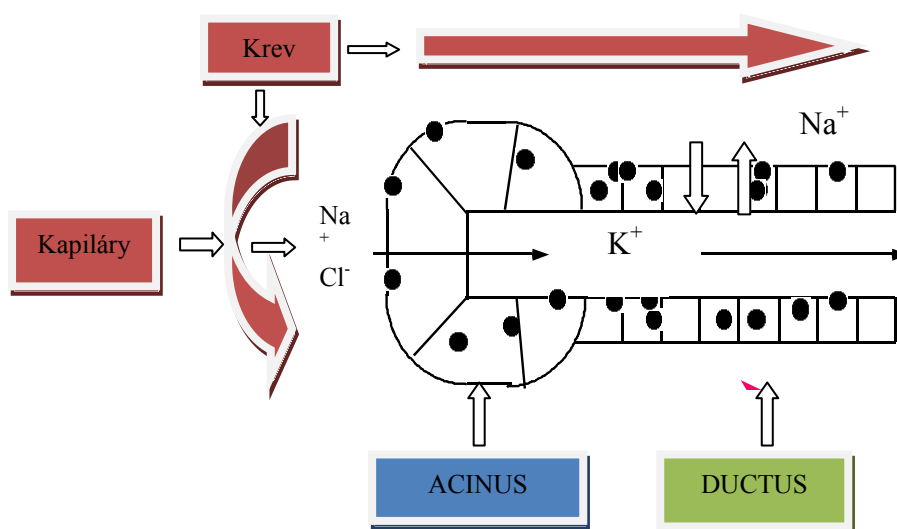 Krev
Na⁺
Kapiláry
Na
+
Cl⁻
K⁺
ACINUS
DUCTUS